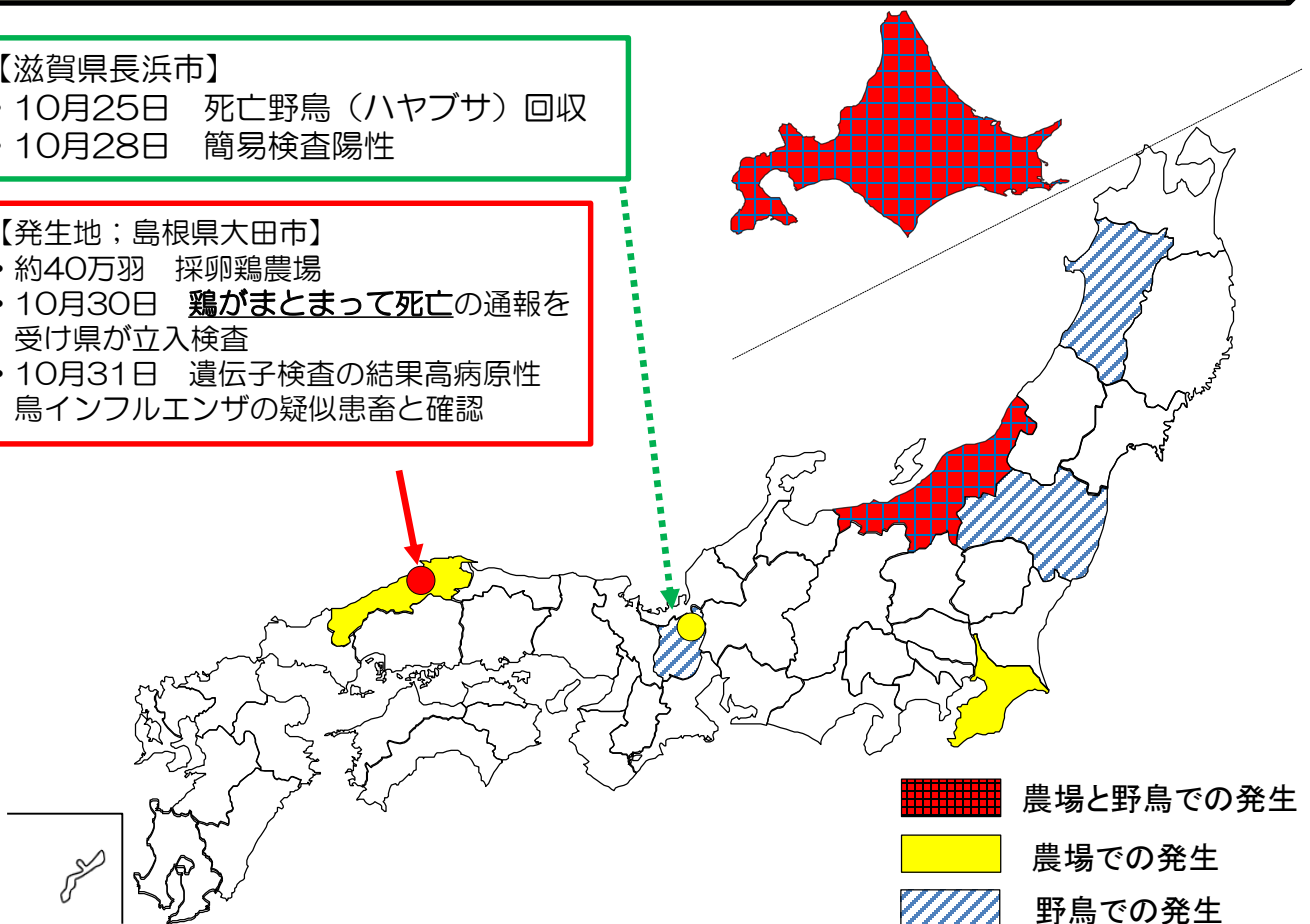 【滋賀県長浜市】
・10月25日　死亡野鳥（ハヤブサ）回収
・10月28日　簡易検査陽性
【発生地；島根県大田市】
・約40万羽　採卵鶏農場
・10月30日　鶏がまとまって死亡の通報を
受け県が立入検査
・10月31日　遺伝子検査の結果高病原性
鳥インフルエンザの疑似患畜と確認
農場と野鳥での発生
農場での発生
野鳥での発生